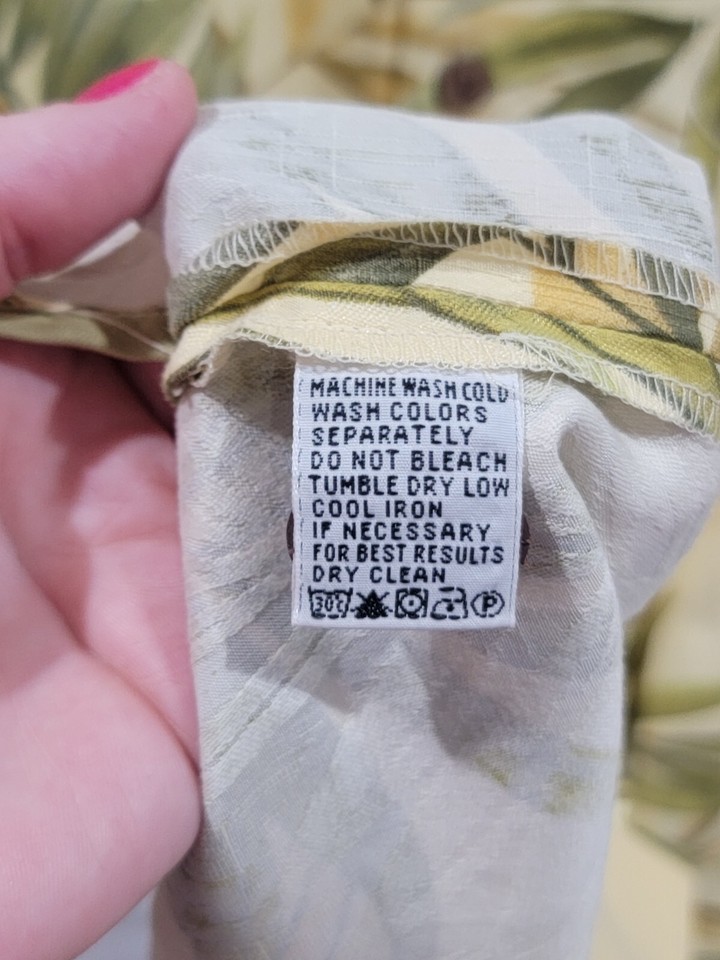 MACHINE WASH COLD
WASH COLORS
SEPARATELY
DO NOT BLEACH
TUMBLE DRY LOW
COOL IRON
IF NECESSARY
FOR BEST RESULTS
DRY CLEAN
30C P